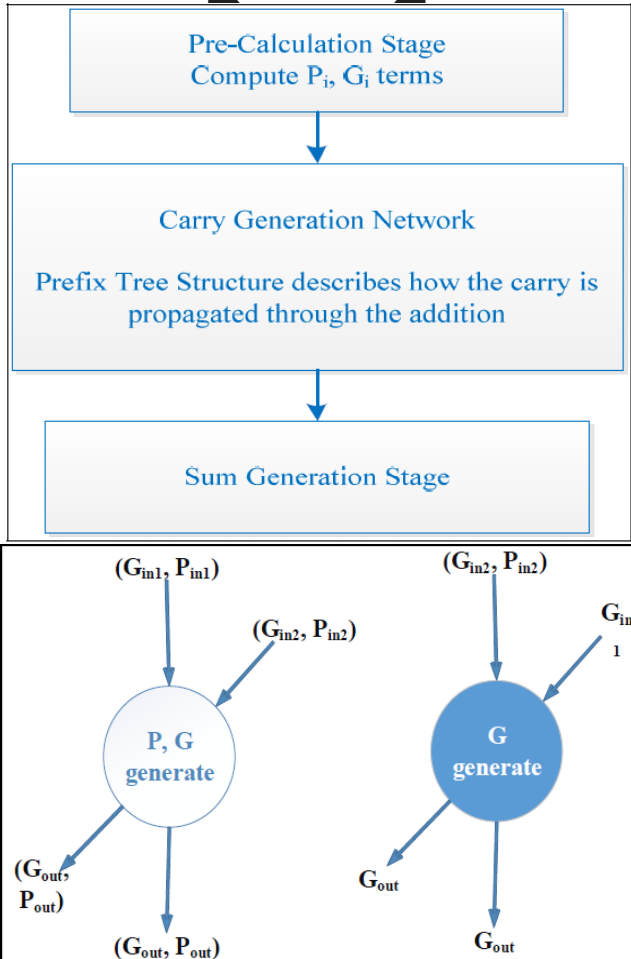 Pre-Calculation Stage
Compute Pi, Gi terms
Carry Generation Network
Prefix Tree Structure describes how the carry is
propagated through the addition
Sum Generation Stage
(Gin1, Pin1)
(Gin2, Pin2)
P, G
generate
(Gout,
Pout)
(Gout, Pout)
(Gin2, Pin2)
Gin
1
G
generate
Gout
Gout